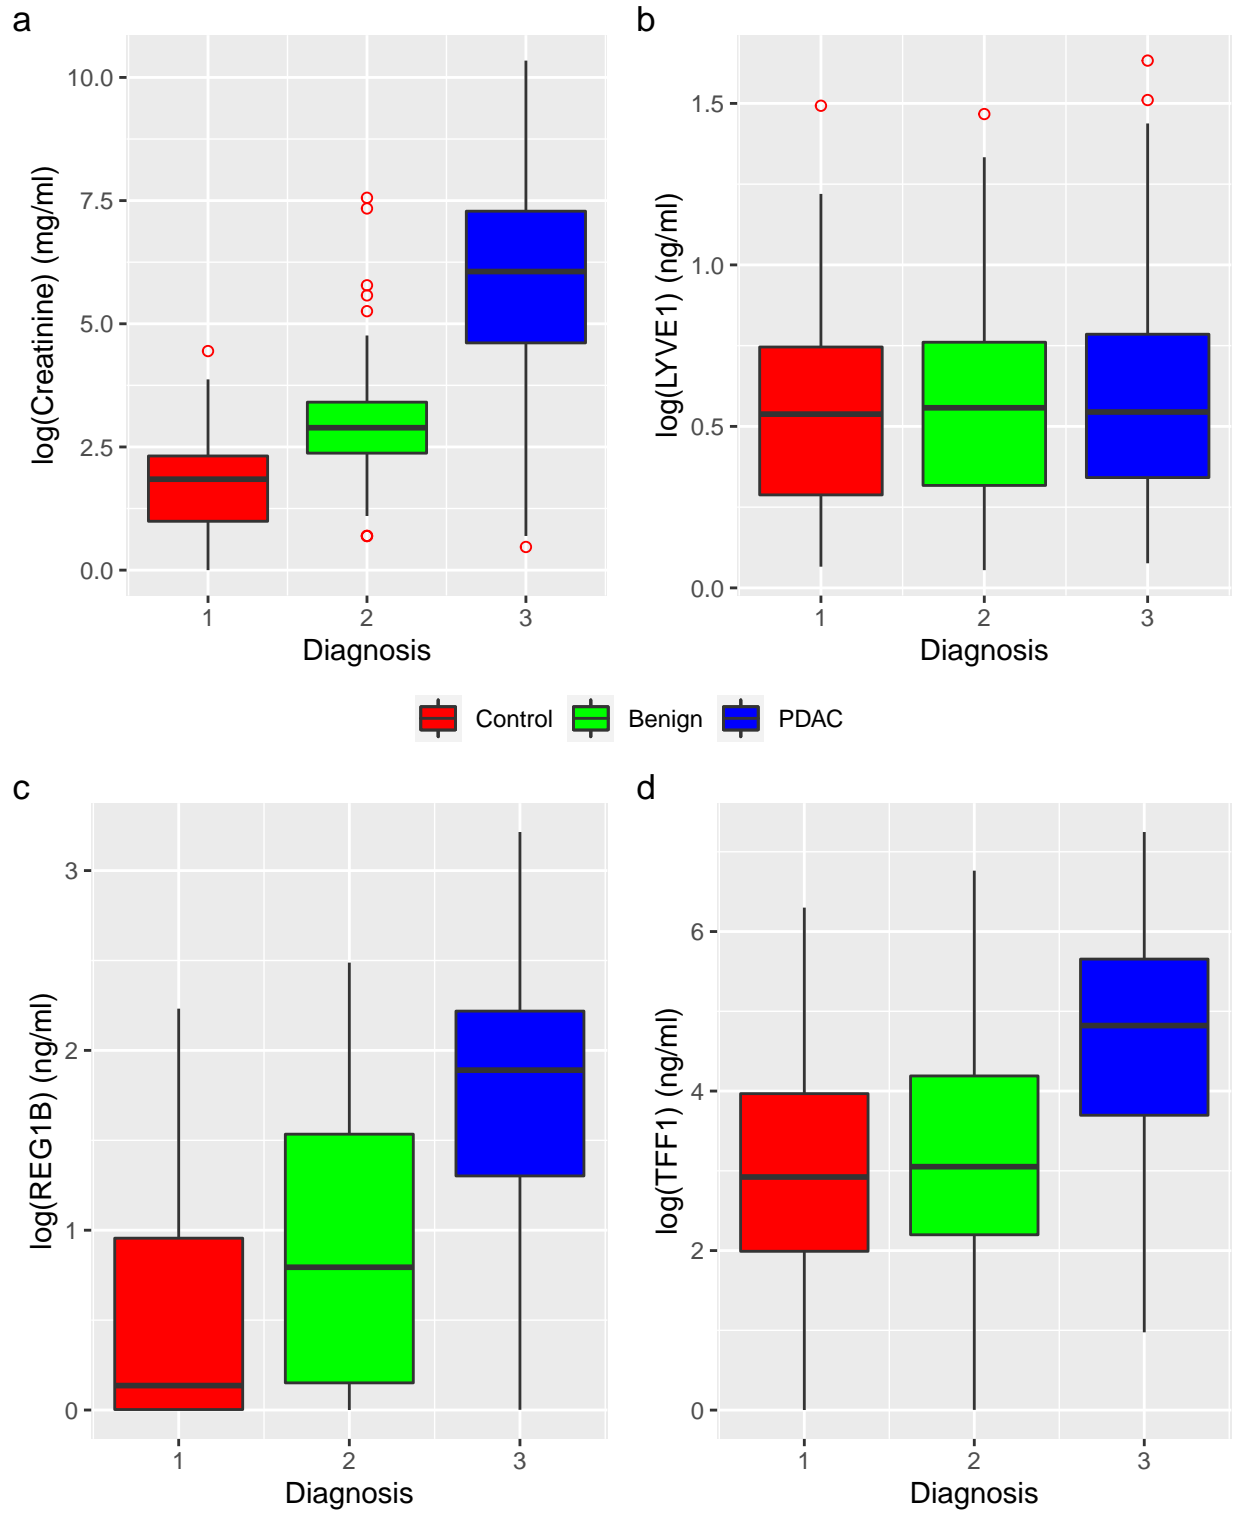 a
log(Creatinine) (mg/ml)
10.0
7.5
5.0
2.5
0.0
1 2 3
Diagnosis
b
log(LYVE1) (ng/ml)
1.5
1.0
0.5
0.0
1 2 3
Diagnosis
Control Benign PDAC
c
log(REG1B) (ng/ml)
3
2
1
0
1 2 3
Diagnosis
d
log(TFF1) (ng/ml)
6
4
2
0
1 2 3
Diagnosis